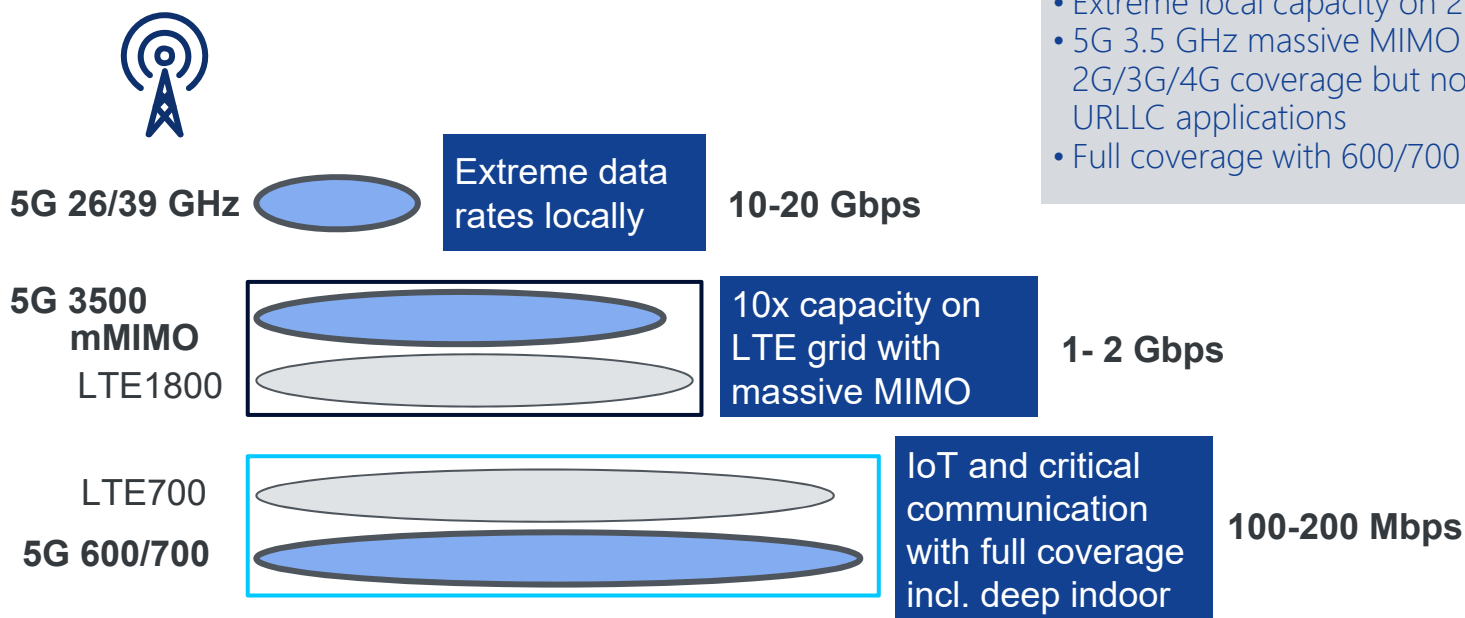 • Extreme local capacity on 2
• 5G 3.5 GHz massive MIMO
2G/3G/4G coverage but no
URLLC applications
• Full coverage with 600/700
5G 26/39 GHz
Extreme data
rates locally
10-20 Gbps
5G 3500
mMIMO
LTE1800
10x capacity on
LTE grid with
massive MIMO
1- 2 Gbps
LTE700
5G 600/700
IoT and critical
communication
with full coverage
incl. deep indoor
100-200 Mbps